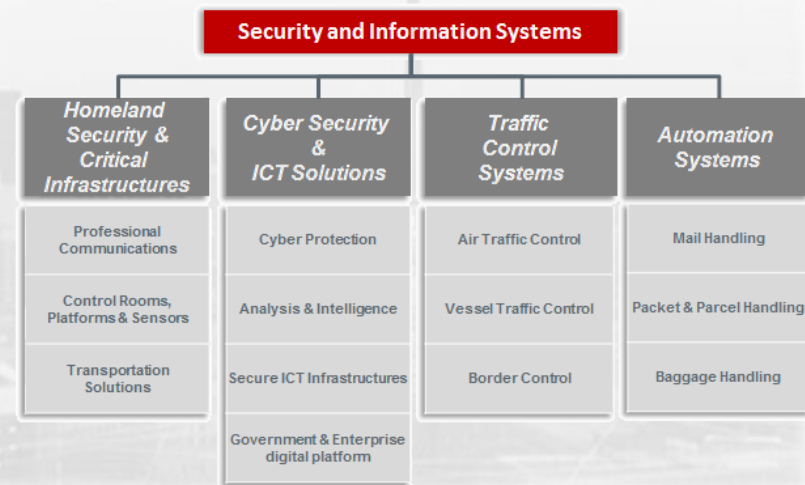 Security and Information Systems
Homeland
Security &
Critical
Infrastructures
Professional
Communications
Control Rooms,
Platforms & Sensors
Transportation
Solutions
Cyber Security
&
ICT Solutions
Cyber Protection
Analysis & Intelligence
Secure ICT Infrastructures
Government & Enterprise
digital platform
Traffic
Control
Systems
Air Traffic Control
Vessel Traffic Control
Border Control
Automation
Systems
Mail Handling
Packet & Parcel Handling
Baggage Handling